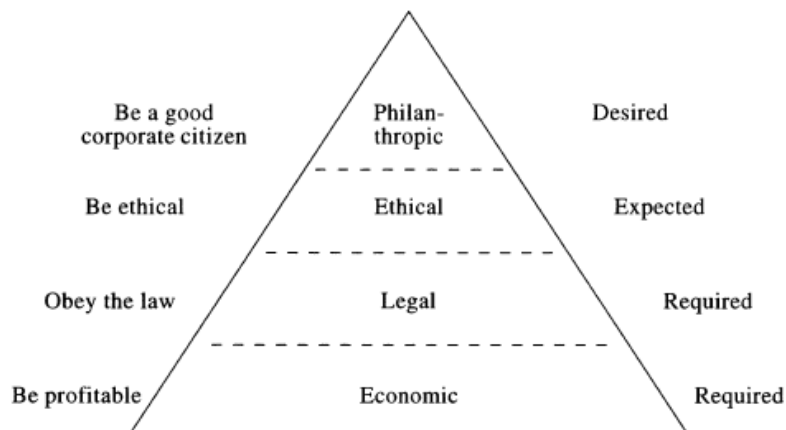 Be a good
corporate citizen
Philan-
thropic
Desired
Be ethical
Ethical
Expected
Obey the law
Legal
Required
Be profitable
Economic
Required